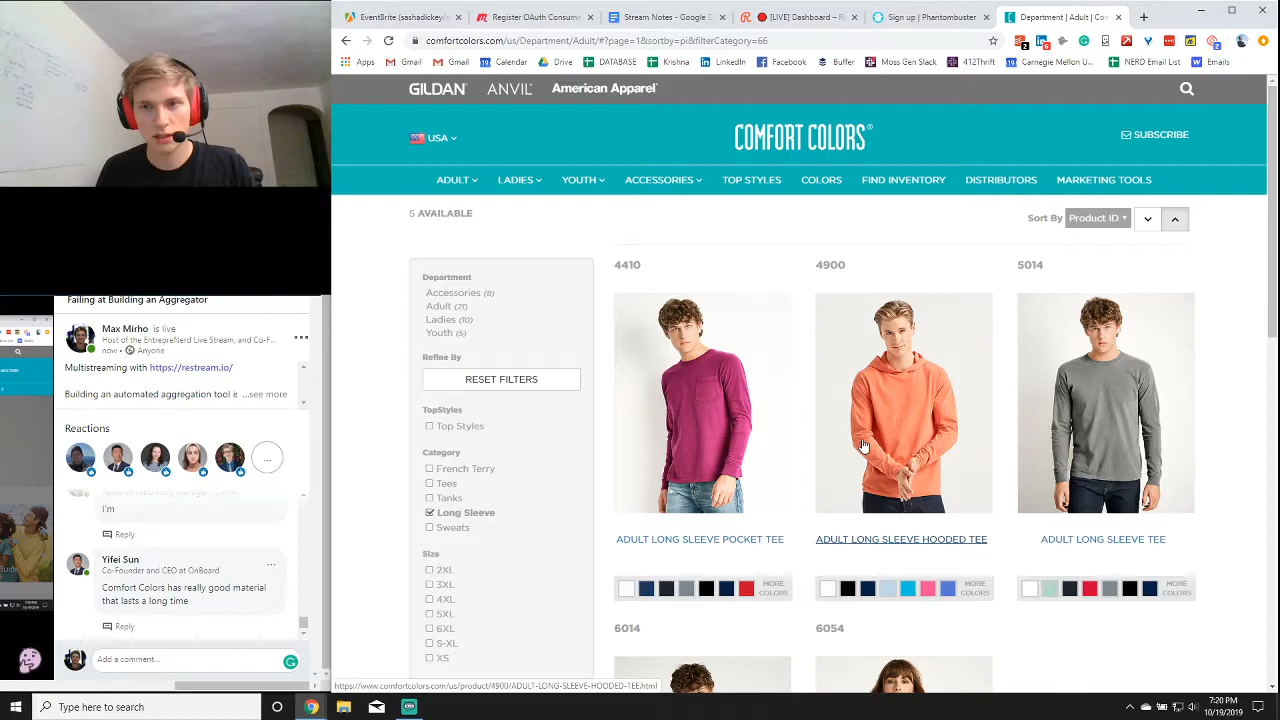 EventBrite (sashadickey) <
Register OAuth Consume
Stream Notes - Google D
[LIVE] Dashboard – Re
Sign up | Phantombuster
Department | Adult | Con
comfortcolors.com/us/Department/Adult/#?page=1&sortby=pi&filterCategory=66
Apps
Gmail
Gmail
Calendar
Drive
DATABASE
Krishna
LinkedIn
Facebook
Buffer
Moss Gen Slack
412Thrift
Carnegie Mellon U...
NERD Email List
Emails
GILDAN
ANVIL
American Apparel
USA
COMFORT COLORS®
SUBSCRIBE
ADULT
LADIES
YOUTH
ACCESSORIES
TOP STYLES
COLORS
FIND INVENTORY
DISTRIBUTORS
MARKETING TOOLS
5 AVAILABLE
Sort By Product ID
Department
Accessories (8)
Adult (21)
Ladies (10)
Youth (5)
Refine By
RESET FILTERS
TopStyles
Top Styles
Category
French Terry
Tees
Tanks
Long Sleeve
Sweats
Size
2XL
3XL
4XL
5XL
6XL
S-XL
XS
4410
4900
5014
ADULT LONG SLEEVE POCKET TEE
ADULT LONG SLEEVE HOODED TEE
ADULT LONG SLEEVE TEE
MORE COLORS
MORE COLORS
MORE COLORS
6014
6054
https://www.comfortcolors.com/us/product/4900/ADULT-LONG-SLEEVE-HOODED-TEE.html
Failing at Building an Aggregator
Max Mirho is live
Host of the EntrepreNerd Live Stream, and Co-F...
now • Anyone
Multistreaming with https://restream.io/
Building an automated aggregation tool is ...see more
Reactions
I'm
Reply
Yifei Sun
Co-Founder and CEO at OnBoard
Comfort Colors has really good material
that lasts a long time
Reply
Add a comment...
Type here to search
7:20 PM
10/19/2020